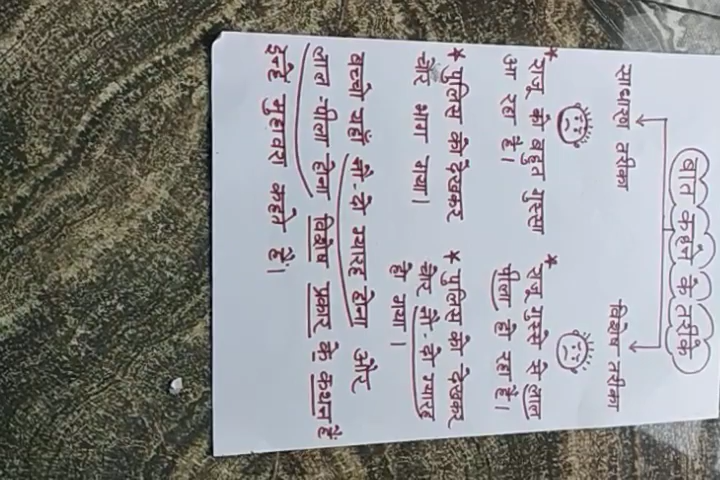 बात कहने के तरीके
साधारण तरीका
विशेष तरीका
* राजू को बहुत गुस्सा
आ रहा है।
* राजू गुस्से से लाल
पीला हो रहा है।
* पुलिस को देखकर
चोर भाग गया।
* पुलिस को देखकर
चोर नौ-दो ग्यारह
हो गया।
बच्चो यहाँ नौ-दो ग्यारह होना और
लाल-पीला होना विशेष प्रकार के कथन हैं
इन्हे मुहावरा कहते हैं।